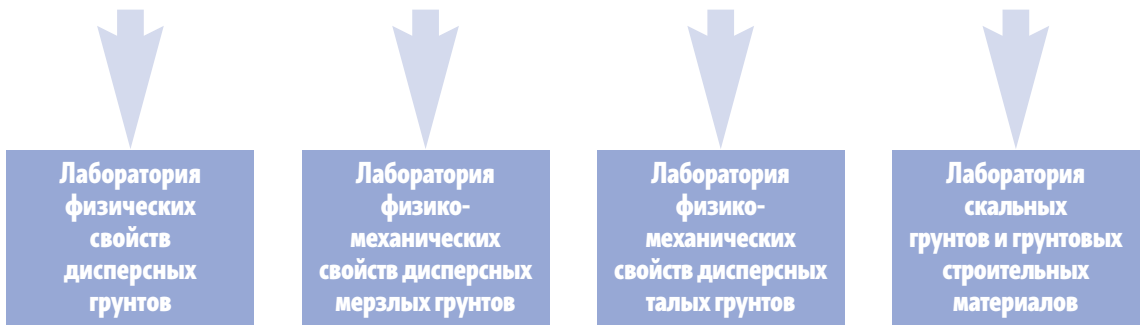 Лаборатория
физических
свойств
дисперсных
грунтов
Лаборатория
физико-
механических
свойств дисперсных
мерзлых грунтов
Лаборатория
физико-
механических
свойств дисперсных
талых грунтов
Лаборатория
скальных
грунтов и грунтовых
строительных
материалов